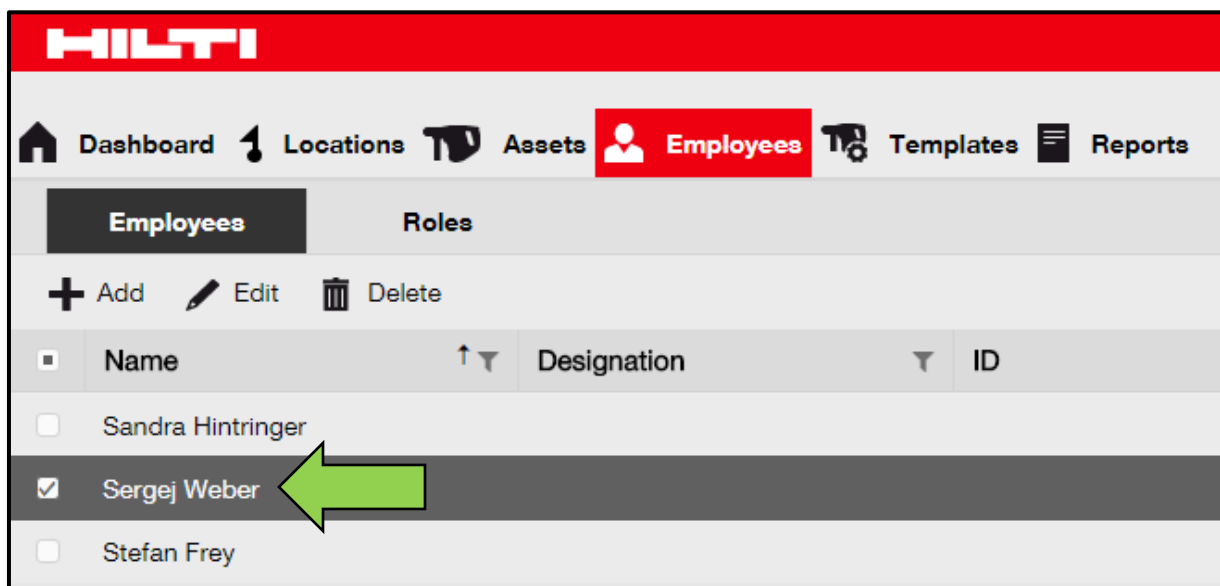 HILTI
Dashboard Locations Assets Employees Templates Reports
Employees Roles
Add Edit Delete
Name Designation ID
Sandra Hintringer
Sergej Weber
Stefan Frey